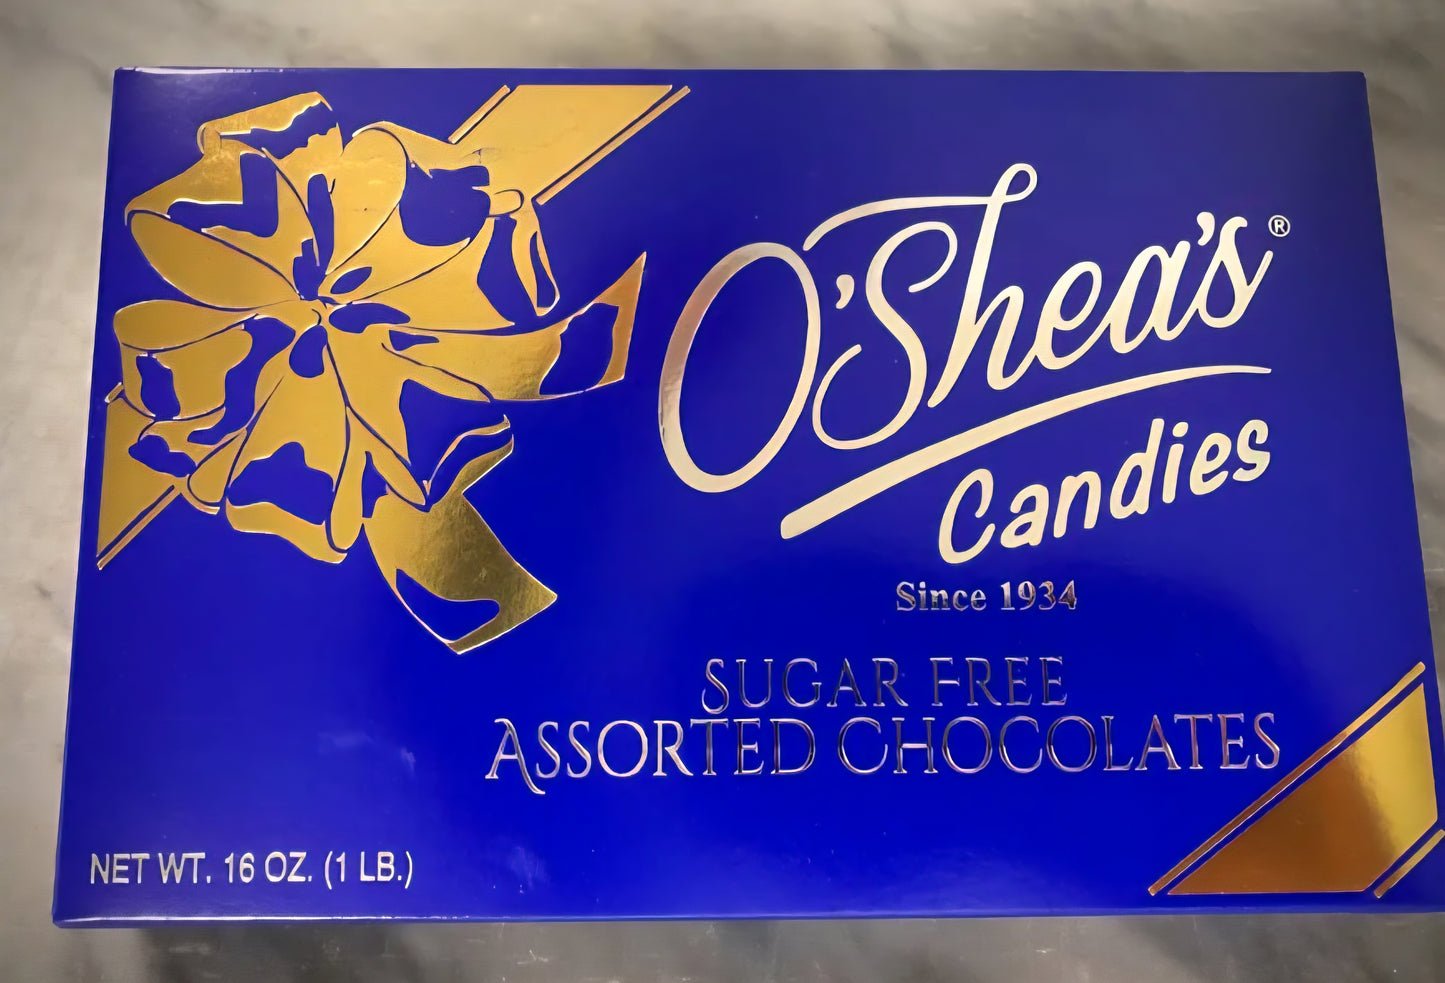 O'Shea's®
Candies
Since 1934
SUGAR FREE
ASSORTED CHOCOLATES
NET WT. 16 OZ. (1 LB.)